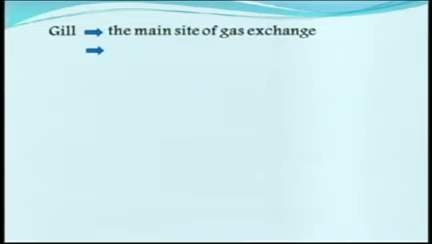 Gill ➡ the main site of gas exchange
➡